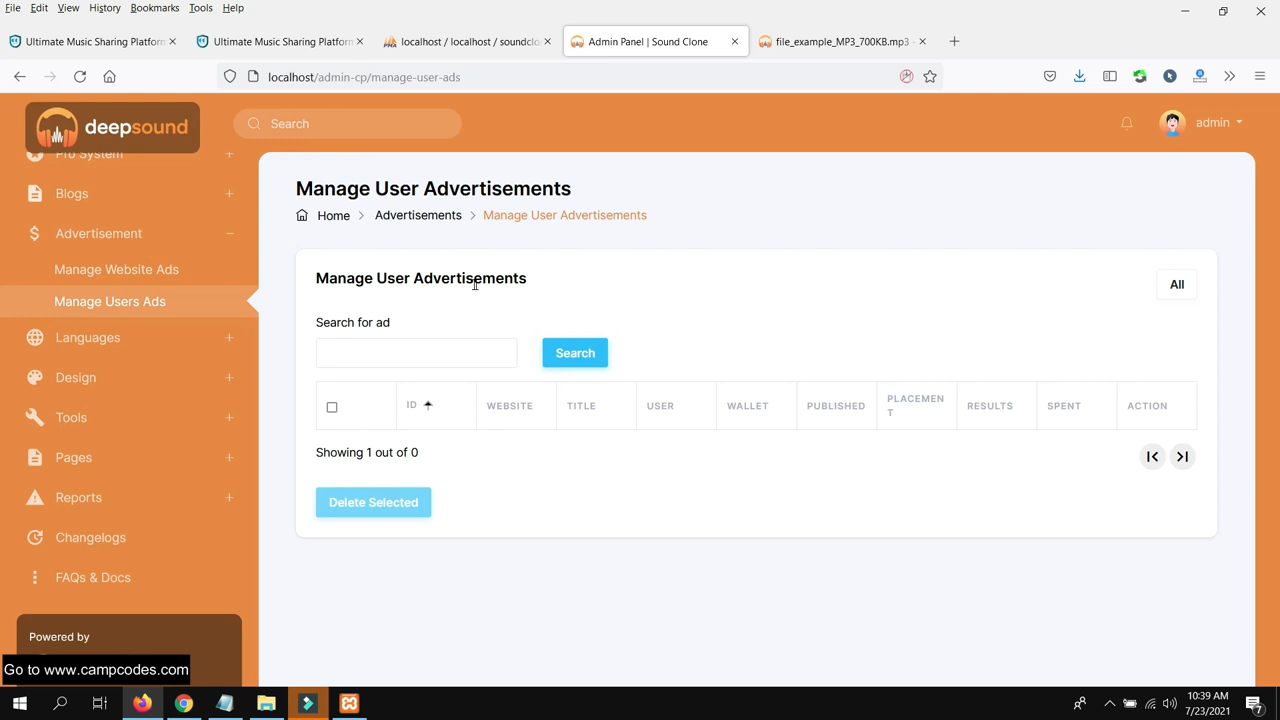 File Edit View History Bookmarks Tools Help
Ultimate Music Sharing Platform
Ultimate Music Sharing Platform
localhost / localhost / soundclo
Admin Panel | Sound Clone
file_example_MP3_700KB.mp3
localhost/admin-cp/manage-user-ads
deepsound
Search
admin
Pro System
Blogs
Advertisement
Manage Website Ads
Manage Users Ads
Languages
Design
Tools
Pages
Reports
Changelogs
FAQs & Docs
Powered by
Manage User Advertisements
Home Advertisements Manage User Advertisements
Manage User Advertisements
All
Search for ad
Search
ID WEBSITE TITLE USER WALLET PUBLISHED PLACEMEN
T RESULTS SPENT ACTION
Showing 1 out of 0
Delete Selected
Go to www.campcodes.com
10:39 AM
7/23/2021
7